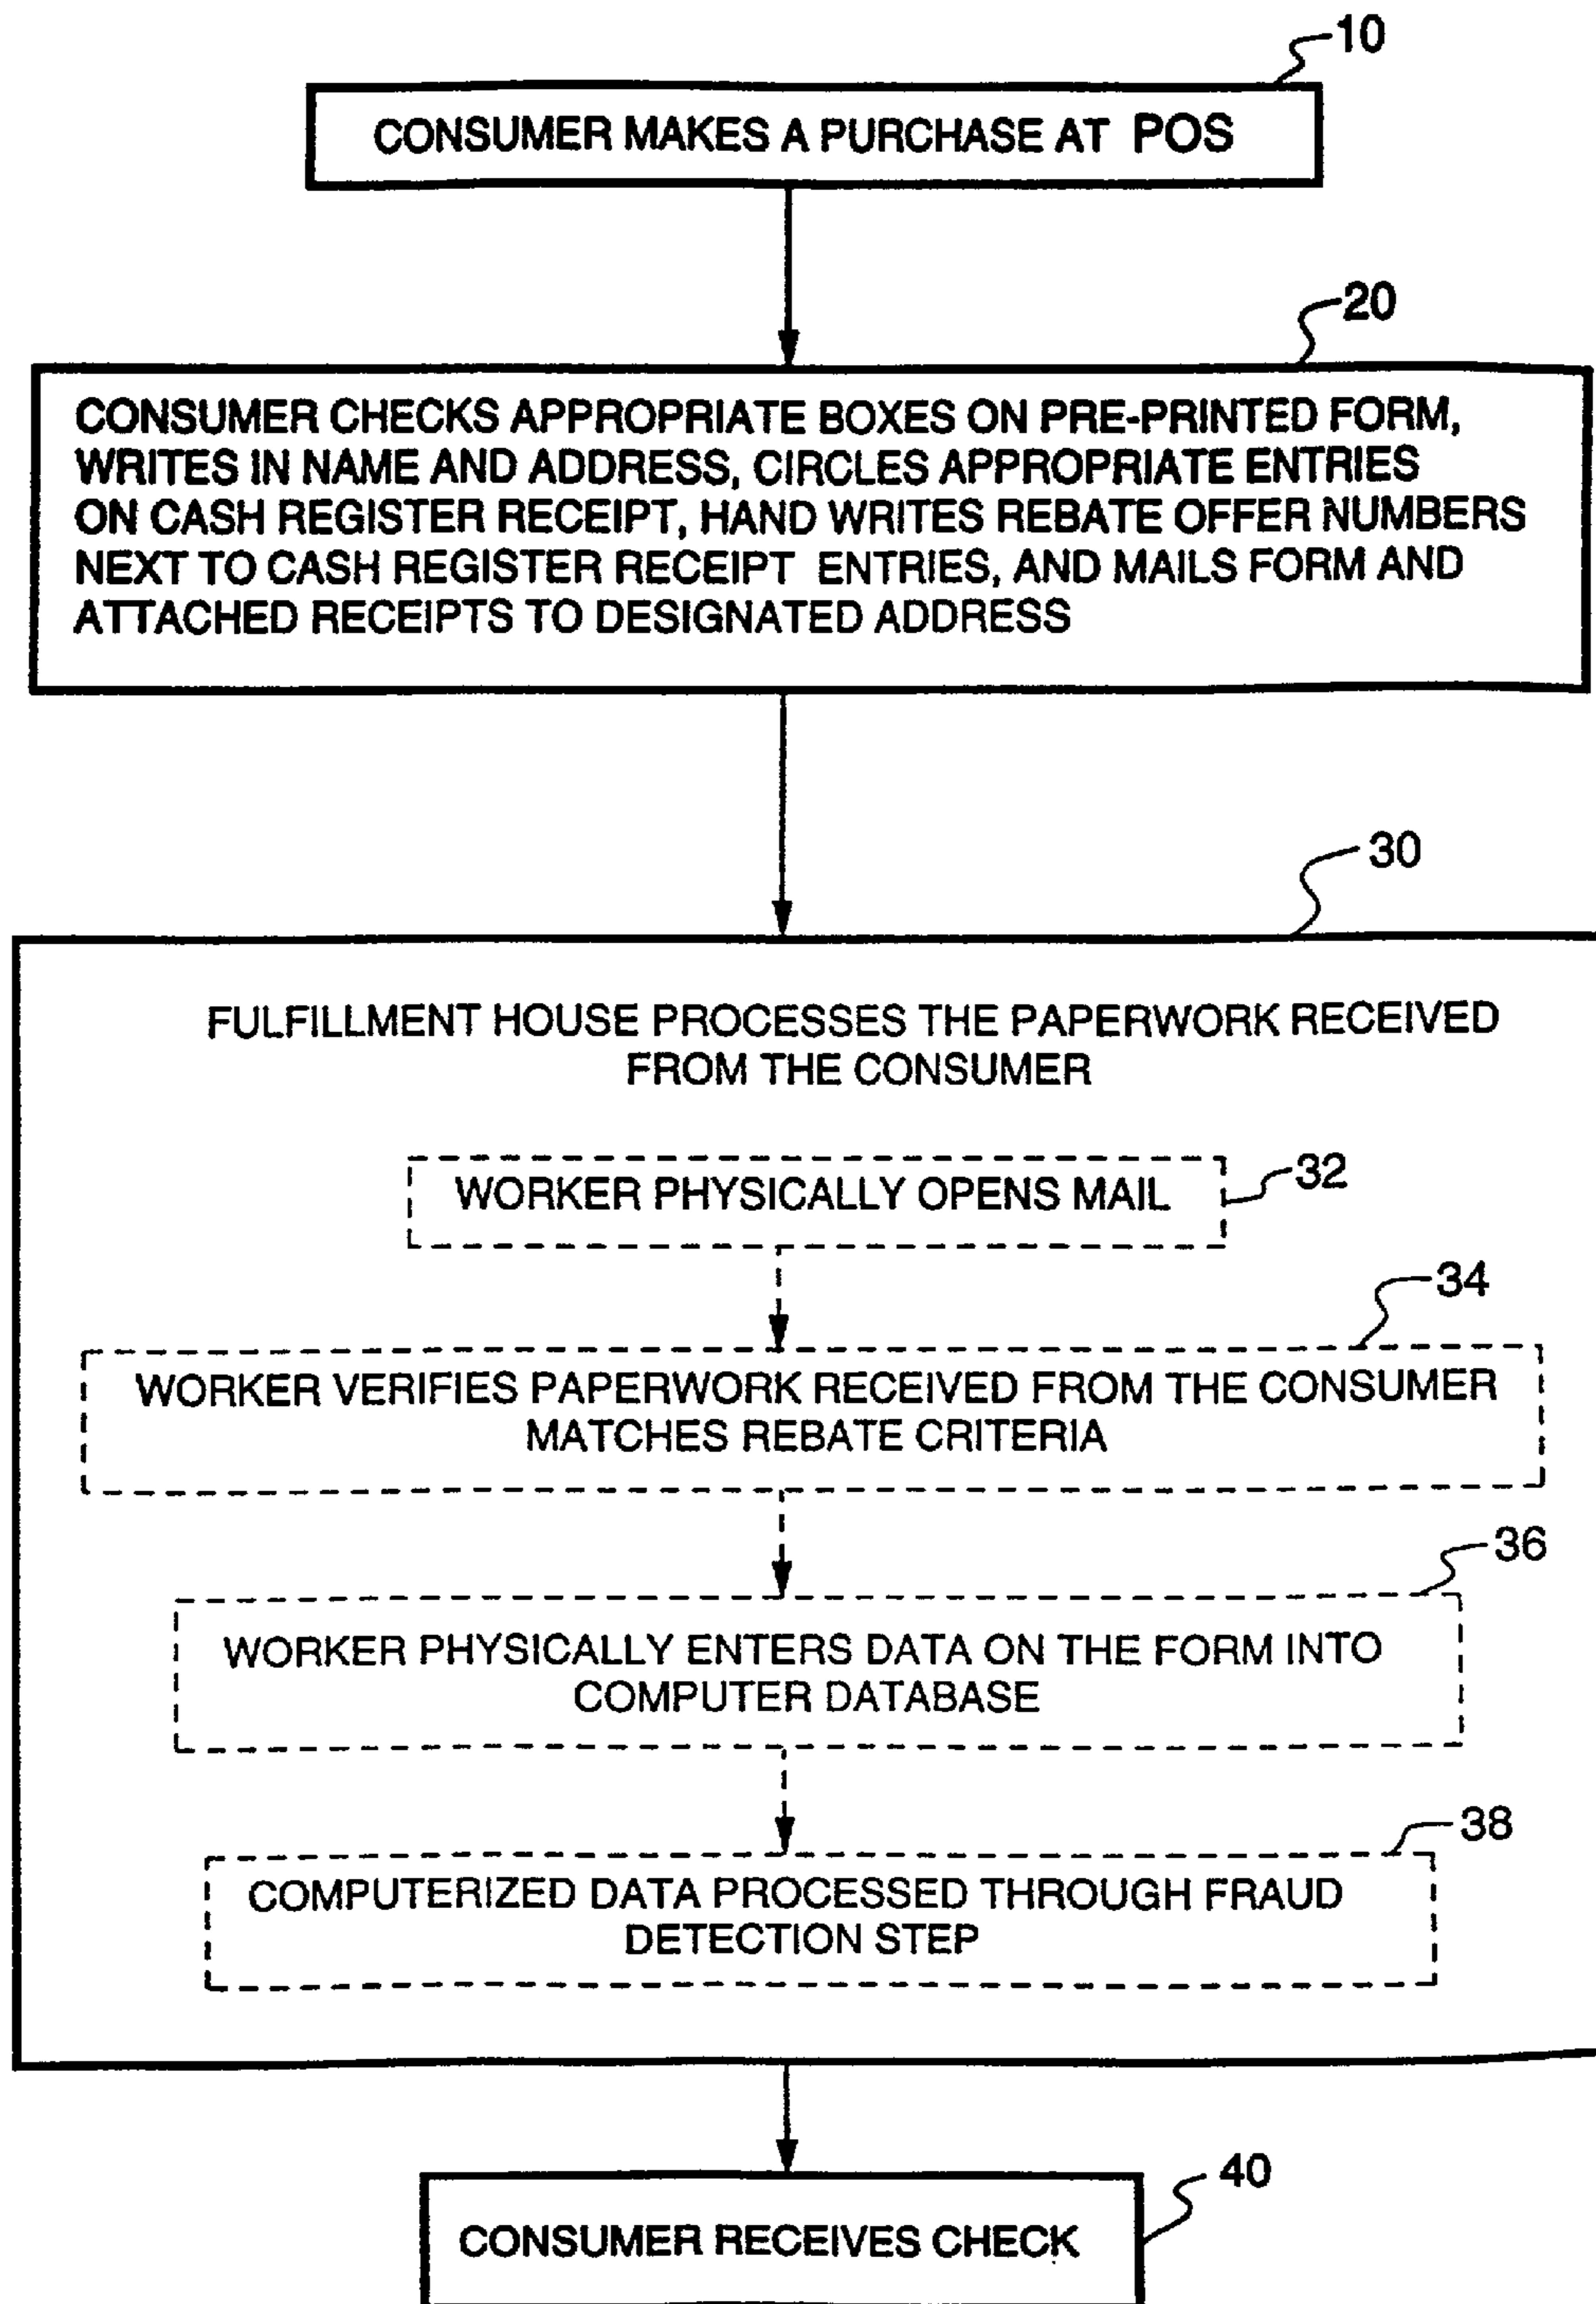 10
CONSUMER MAKES A PURCHASE AT POS
20
CONSUMER CHECKS APPROPRIATE BOXES ON PRE-PRINTED FORM,
WRITES IN NAME AND ADDRESS, CIRCLES APPROPRIATE ENTRIES
ON CASH REGISTER RECEIPT, HAND WRITES REBATE OFFER NUMBERS
NEXT TO CASH REGISTER RECEIPT ENTRIES, AND MAILS FORM AND
ATTACHED RECEIPTS TO DESIGNATED ADDRESS
30
FULFILLMENT HOUSE PROCESSES THE PAPERWORK RECEIVED
FROM THE CONSUMER
WORKER PHYSICALLY OPENS MAIL
32
34
WORKER VERIFIES PAPERWORK RECEIVED FROM THE CONSUMER
MATCHES REBATE CRITERIA
36
WORKER PHYSICALLY ENTERS DATA ON THE FORM INTO
COMPUTER DATABASE
38
COMPUTERIZED DATA PROCESSED THROUGH FRAUD
DETECTION STEP
40
CONSUMER RECEIVES CHECK